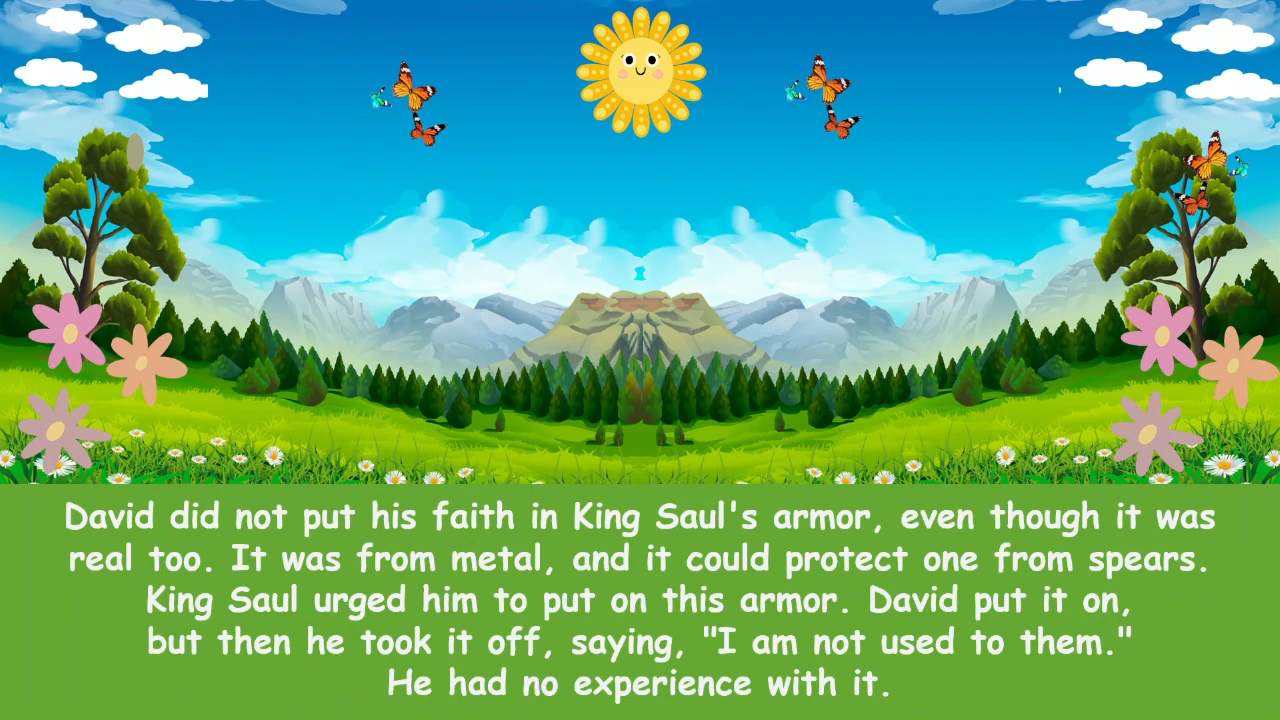 David did not put his faith in King Saul's armor, even though it was
real too. It was from metal, and it could protect one from spears.
King Saul urged him to put on this armor. David put it on,
but then he took it off, saying, "I am not used to them."
He had no experience with it.